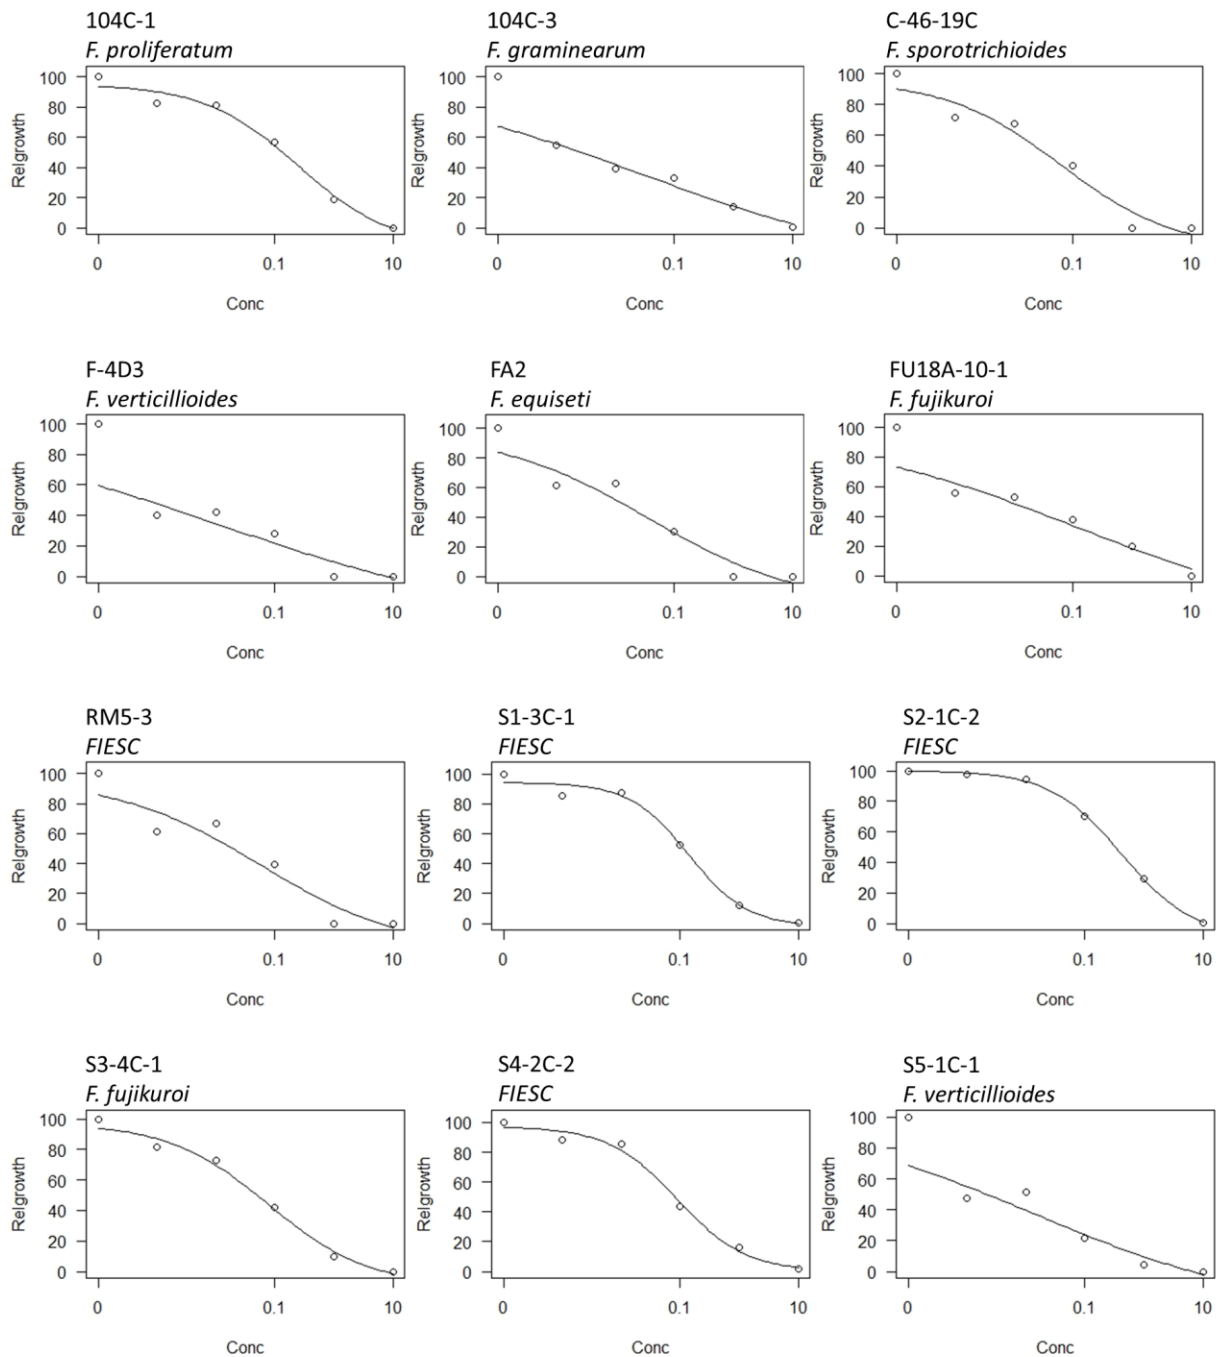 104C-1
F. proliferatum
100
80
60
40
20
0
Relgrowth
0
0.1
10
Conc
104C-3
F. graminearum
100
80
60
40
20
0
Relgrowth
0
0.1
10
Conc
C-46-19C
F. sporotrichioides
100
80
60
40
20
0
Relgrowth
0
0.1
10
Conc
F-4D3
F. verticillioides
100
80
60
40
20
0
Relgrowth
0
0.1
10
Conc
FA2
F. equiseti
100
80
60
40
20
0
Relgrowth
0
0.1
10
Conc
FU18A-10-1
F. fujikuroi
100
80
60
40
20
0
Relgrowth
0
0.1
10
Conc
RM5-3
FIESC
100
80
60
40
20
0
Relgrowth
0
0.1
10
Conc
S1-3C-1
FIESC
100
80
60
40
20
0
Relgrowth
0
0.1
10
Conc
S2-1C-2
FIESC
100
80
60
40
20
0
Relgrowth
0
0.1
10
Conc
S3-4C-1
F. fujikuroi
100
80
60
40
20
0
Relgrowth
0
0.1
10
Conc
S4-2C-2
FIESC
100
80
60
40
20
0
Relgrowth
0
0.1
10
Conc
S5-1C-1
F. verticillioides
100
80
60
40
20
0
Relgrowth
0
0.1
10
Conc